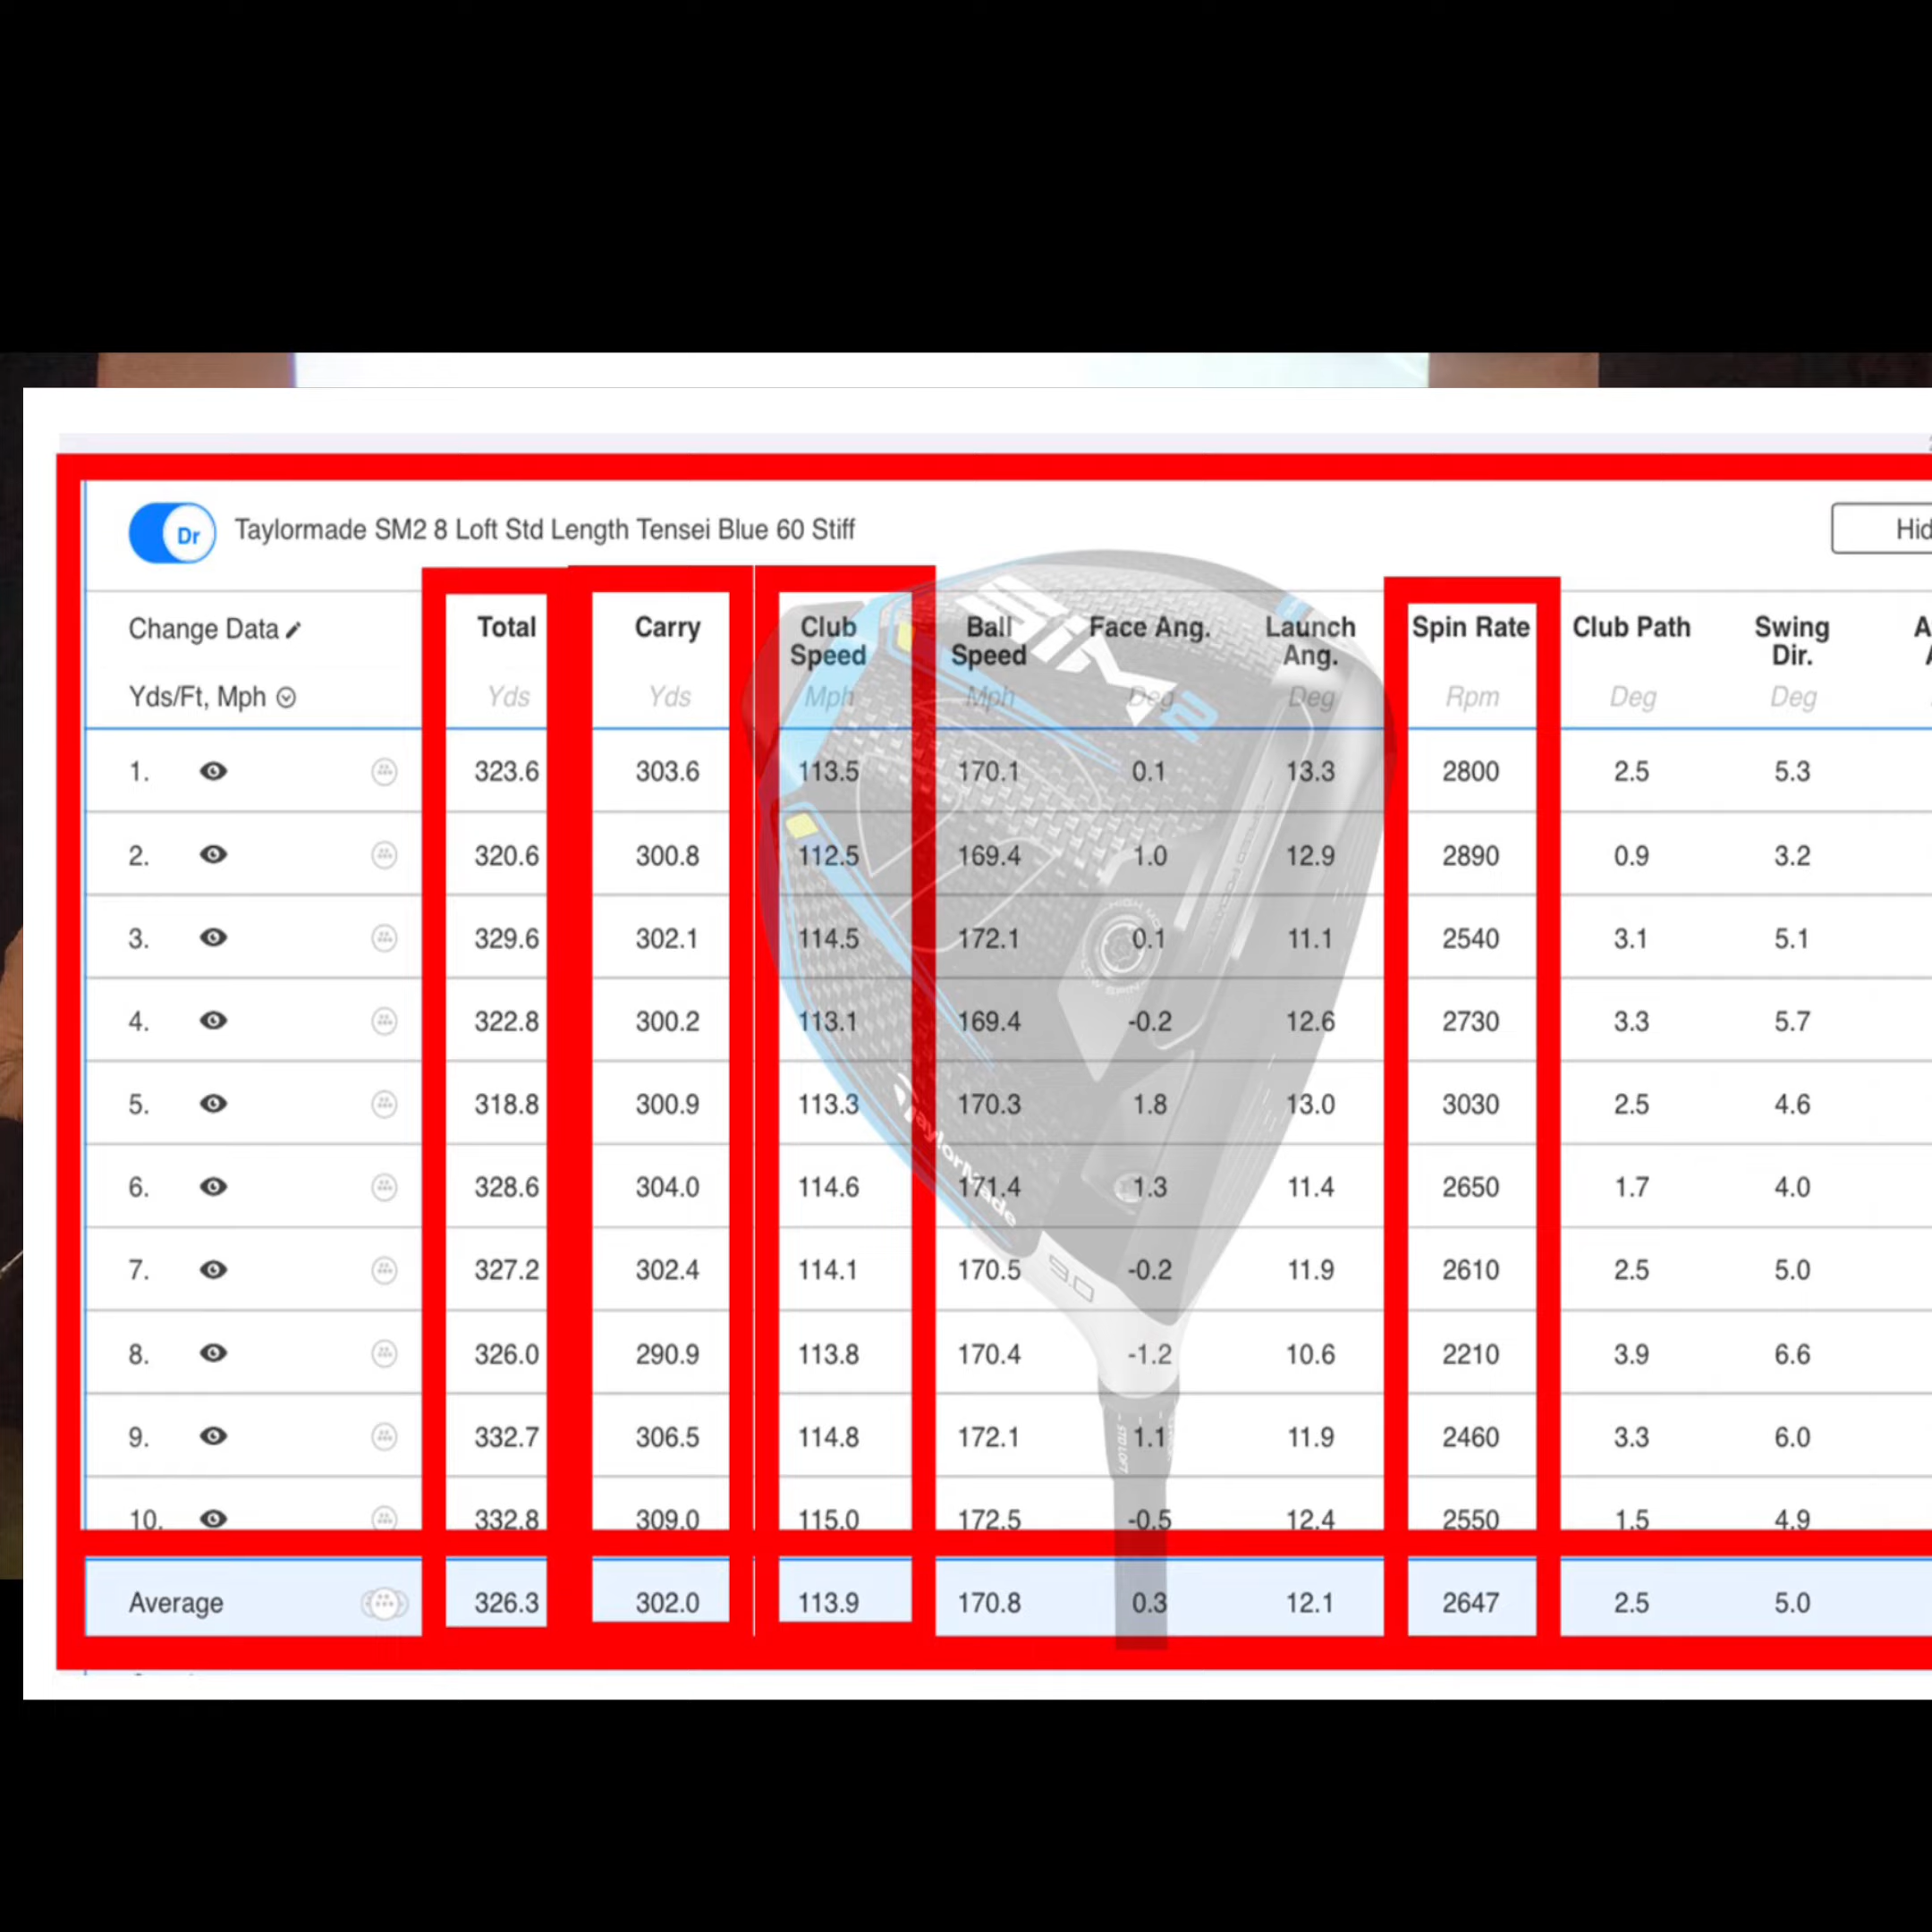 Dr Taylormade SM2 8 Loft Std Length Tensei Blue 60 Stiff
Change Data Total Carry Club Speed Ball Speed Face Ang. Launch Ang. Spin Rate Club Path Swing Dir.
Yds/Ft, Mph Yds Yds Mph Mph Deg Deg Rpm Deg Deg
1. 323.6 303.6 113.5 170.1 0.1 13.3 2800 2.5 5.3
2. 320.6 300.8 112.5 169.4 1.0 12.9 2890 0.9 3.2
3. 329.6 302.1 114.5 172.1 0.1 11.1 2540 3.1 5.1
4. 322.8 300.2 113.1 169.4 -0.2 12.6 2730 3.3 5.7
5. 318.8 300.9 113.3 170.3 1.8 13.0 3030 2.5 4.6
6. 328.6 304.0 114.6 171.4 1.3 11.4 2650 1.7 4.0
7. 327.2 302.4 114.1 170.5 -0.2 11.9 2610 2.5 5.0
8. 326.0 290.9 113.8 170.4 -1.2 10.6 2210 3.9 6.6
9. 332.7 306.5 114.8 172.1 1.1 11.9 2460 3.3 6.0
10. 332.8 309.0 115.0 172.5 -0.5 12.4 2550 1.5 4.9
Average 326.3 302.0 113.9 170.8 0.3 12.1 2647 2.5 5.0
SIM2
TaylorMade
9.0
STD LOFT